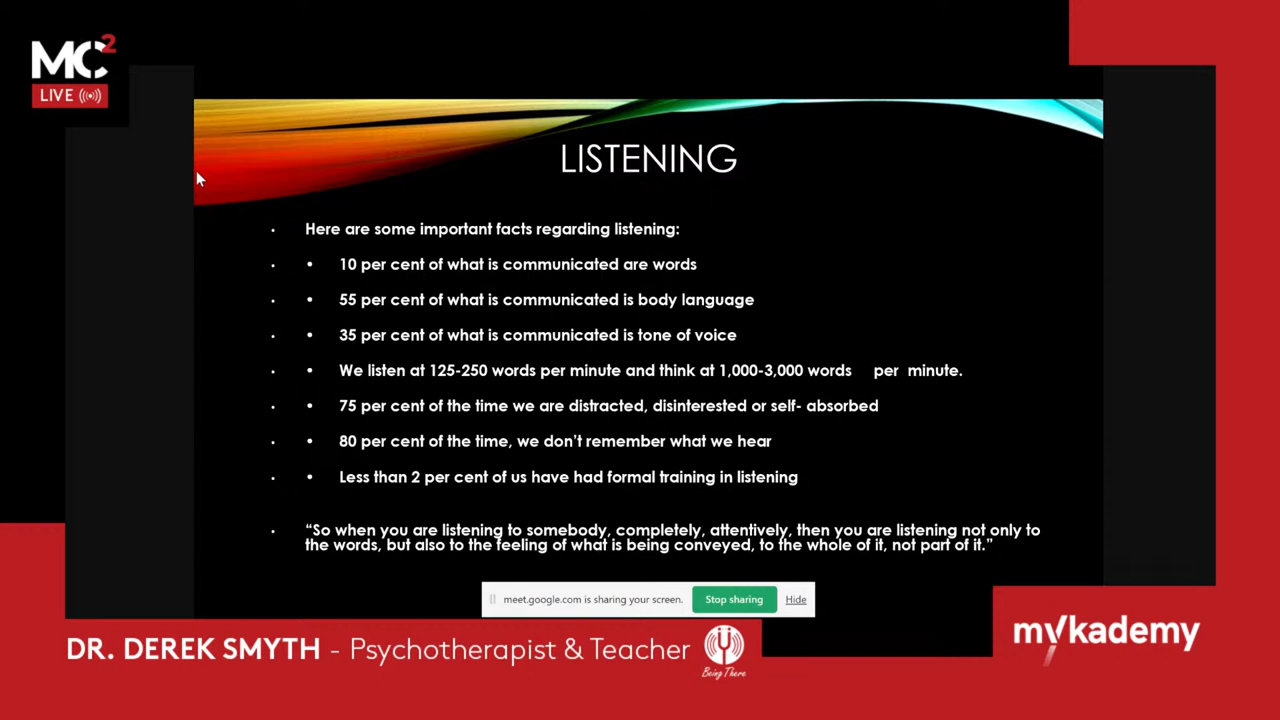 MC2
LIVE
LISTENING
• Here are some important facts regarding listening:
• • 10 per cent of what is communicated are words
• • 55 per cent of what is communicated is body language
• • 35 per cent of what is communicated is tone of voice
• • We listen at 125-250 words per minute and think at 1,000-3,000 words per minute.
• • 75 per cent of the time we are distracted, disinterested or self- absorbed
• • 80 per cent of the time, we don’t remember what we hear
• • Less than 2 per cent of us have had formal training in listening
• “So when you are listening to somebody, completely, attentively, then you are listening not only to
the words, but also to the feeling of what is being conveyed, to the whole of it, not part of it.”
meet.google.com is sharing your screen. Stop sharing Hide
DR. DEREK SMYTH - Psychotherapist & Teacher
Being There
mykademy